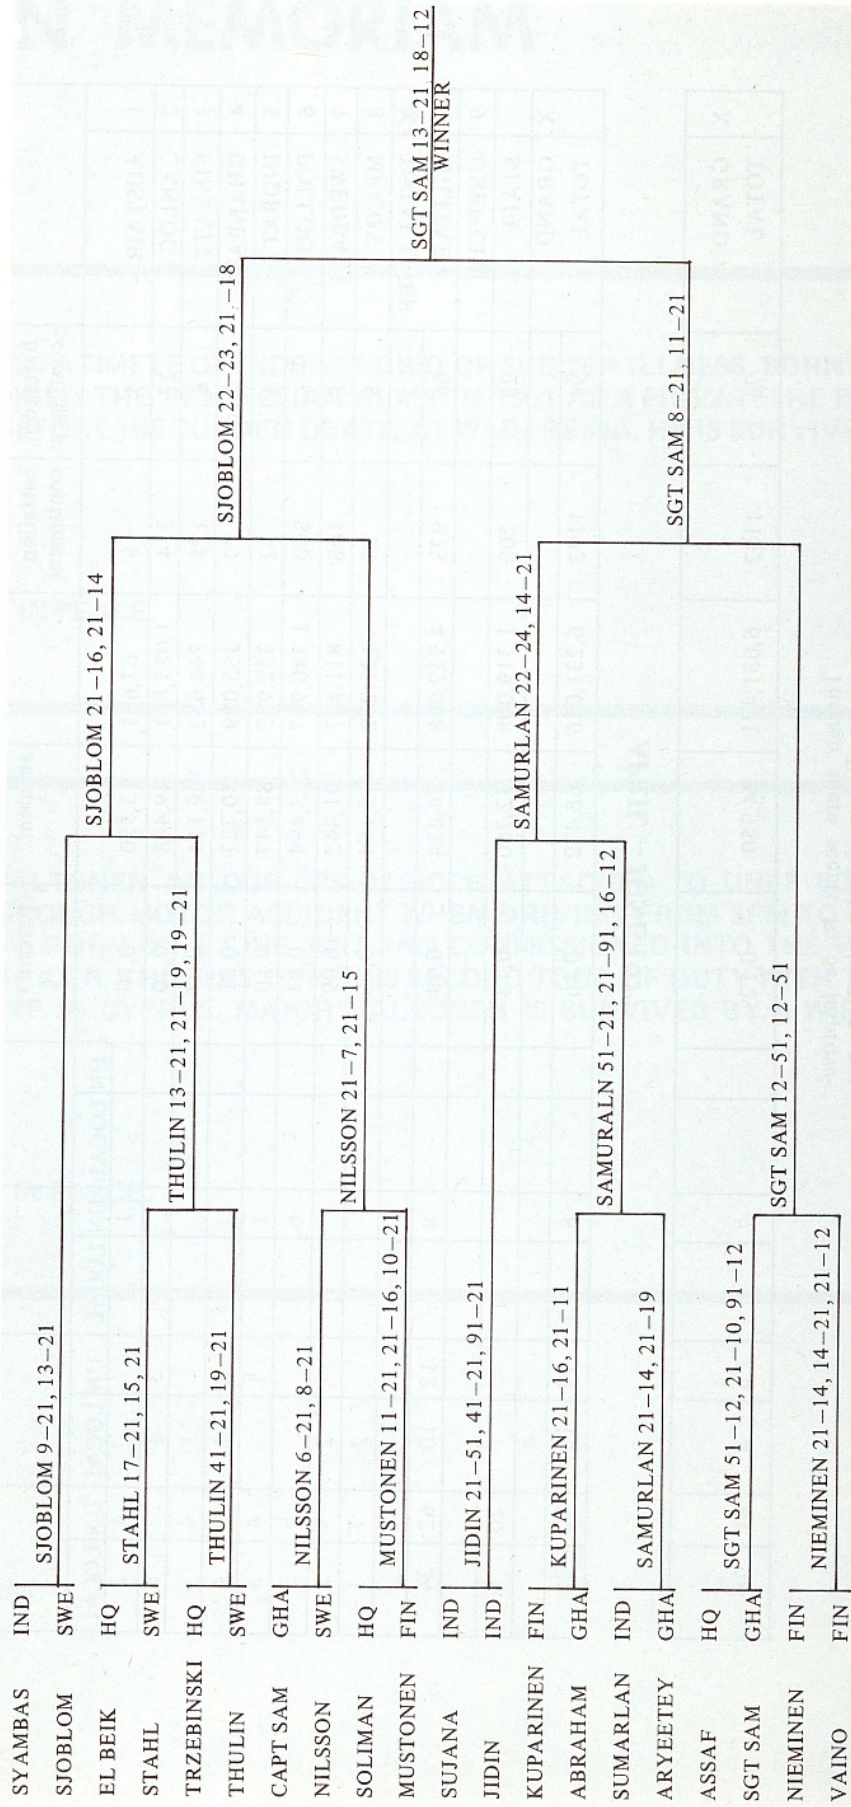 SYAMBAS IND
SJOBLOM SWE
EL BEIK HQ
STAHL SWE
TRZEBINSKI HQ
THULIN SWE
CAPT SAM GHA
NILSSON SWE
SOLIMAN HQ
MUSTONEN FIN
SUJANA IND
JIDIN IND
KUPARINEN FIN
ABRAHAM GHA
SUMARLAN IND
ARYEETEY GHA
ASSAF HQ
SGT SAM GHA
NIEMINEN FIN
VAINO FIN
SJOBLOM 9–21, 13–21
STAHL 17–21, 15, 21
THULIN 41–21, 19–21
NILSSON 6–21, 8–21
MUSTONEN 11–21, 21–16, 10–21
JIDIN 21–51, 41–21, 91–21
KUPARINEN 21–16, 21–11
SAMURLAN 21–14, 21–19
SGT SAM 51–12, 21–10, 91–12
NIEMINEN 21–14, 14–21, 21–12
THULIN 13–21, 21–19, 19–21
NILSSON 21–7, 21–15
SAMURALN 51–21, 21–91, 16–12
SGT SAM 12–51, 12–51
SJOBLOM 21–16, 21–14
SAMURLAN 22–24, 14–21
SJOBLOM 22–23, 21,–18
SGT SAM 8–21, 11–21
SGT SAM 13–21, 18–12
WINNER